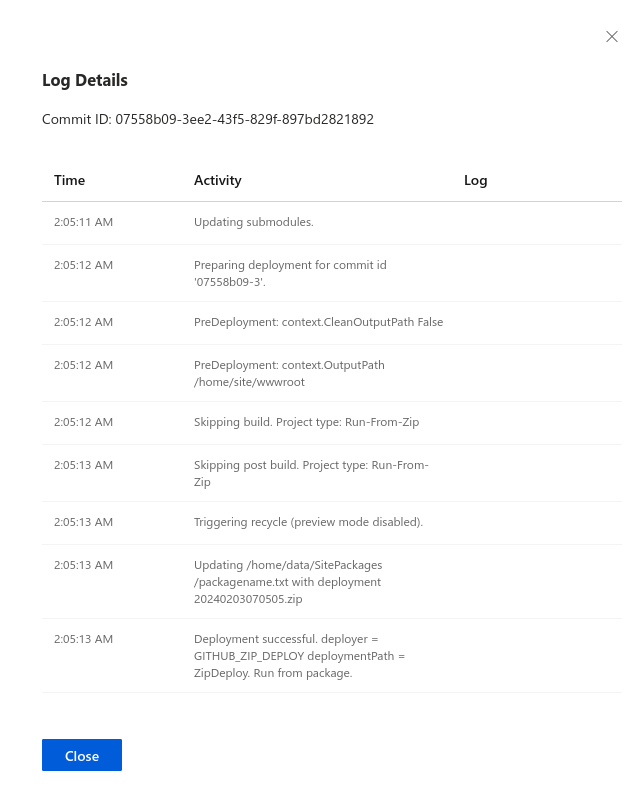 Log Details
Commit ID: 07558b09-3ee2-43f5-829f-897bd2821892
Time Activity Log
2:05:11 AM Updating submodules.
2:05:12 AM Preparing deployment for commit id
'07558b09-3'.
2:05:12 AM PreDeployment: context.CleanOutputPath False
2:05:12 AM PreDeployment: context.OutputPath
/home/site/wwwroot
2:05:12 AM Skipping build. Project type: Run-From-Zip
2:05:13 AM Skipping post build. Project type: Run-From-
Zip
2:05:13 AM Triggering recycle (preview mode disabled).
2:05:13 AM Updating /home/data/SitePackages
/packagename.txt with deployment
20240203070505.zip
2:05:13 AM Deployment successful. deployer =
GITHUB_ZIP_DEPLOY deploymentPath =
ZipDeploy. Run from package.
Close